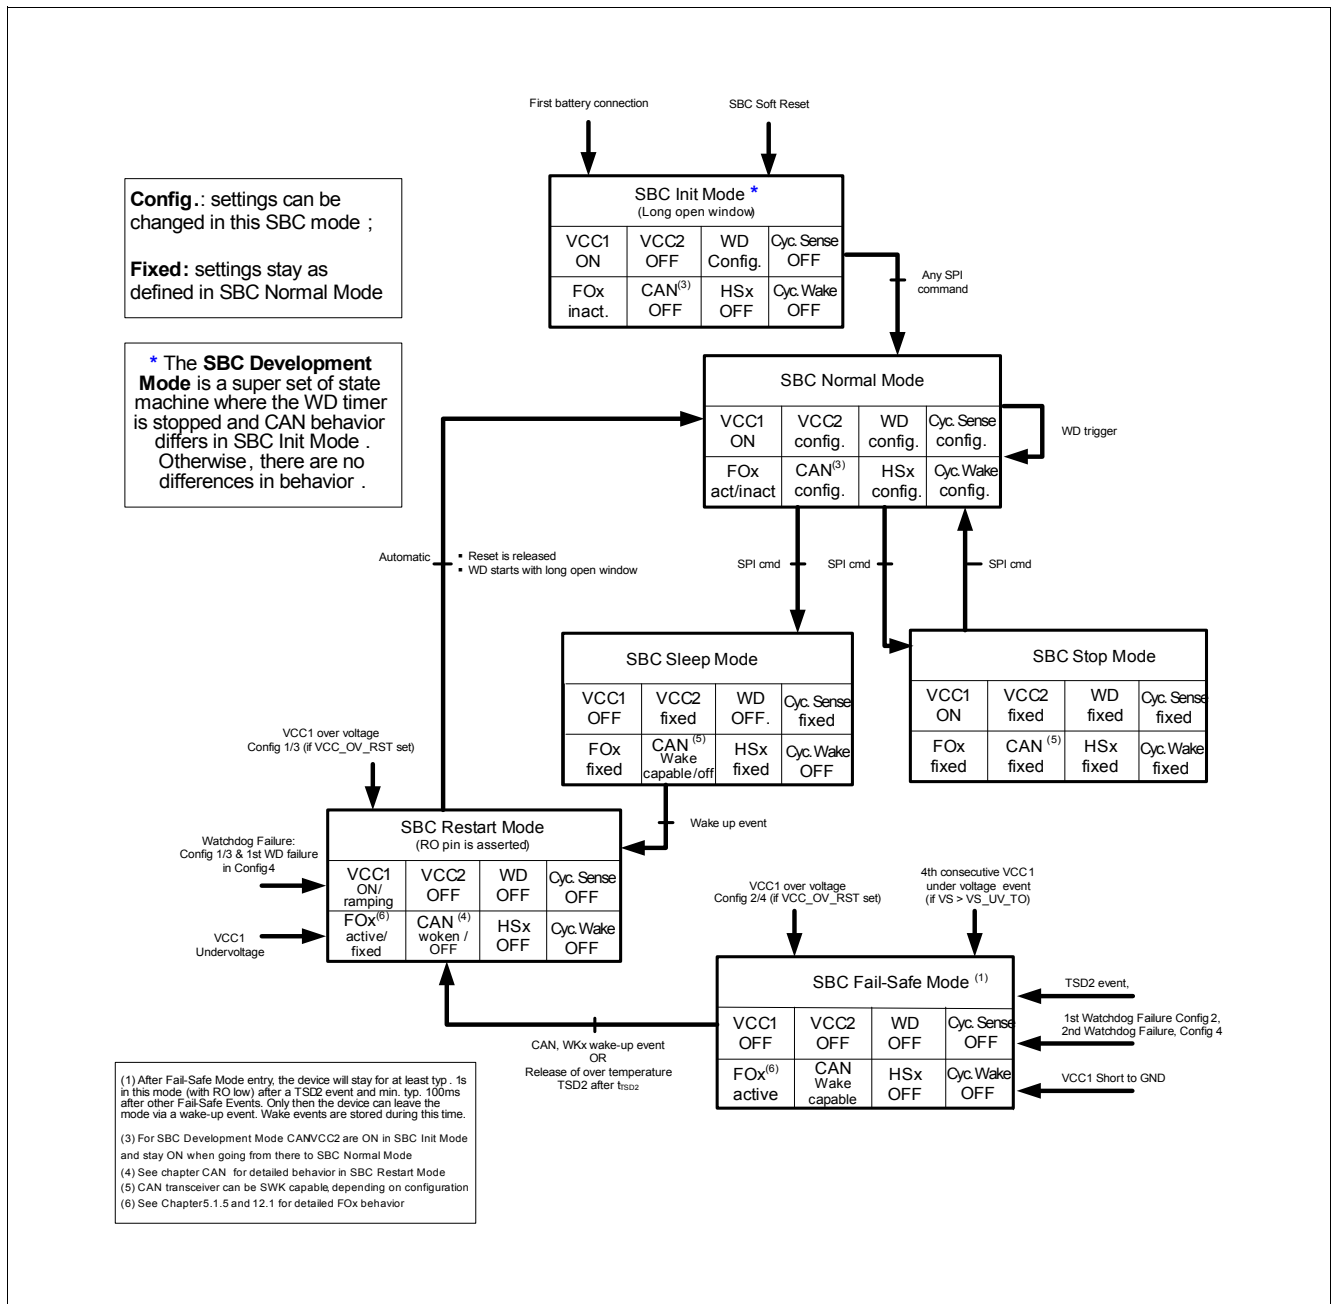 First battery connection
SBC Soft Reset
Config.: settings can be
changed in this SBC mode ;
Fixed: settings stay as
defined in SBC Normal Mode
* The SBC Development
Mode is a super set of state
machine where the WD timer
is stopped and CAN behavior
differs in SBC Init Mode .
Otherwise, there are no
differences in behavior .
SBC Init Mode *
(Long open window)
VCC1
ON
VCC2
OFF
WD
Config.
Cyc. Sense
OFF
FOx
inact.
CAN(3)
OFF
HSx
OFF
Cyc. Wake
OFF
Any SPI
command
SBC Normal Mode
VCC1
ON
VCC2
config.
WD
config.
Cyc. Sense
config.
FOx
act/inact
CAN(3)
config.
HSx
config.
Cyc. Wake
config.
WD trigger
Automatic
▪ Reset is released
▪ WD starts with long open window
SPI cmd
SPI cmd
SPI cmd
SBC Sleep Mode
VCC1
OFF
VCC2
fixed
WD
OFF.
Cyc. Sense
fixed
FOx
fixed
CAN (5)
Wake
capable/off
HSx
fixed
Cyc. Wake
OFF
SBC Stop Mode
VCC1
ON
VCC2
fixed
WD
fixed
Cyc. Sense
fixed
FOx
fixed
CAN (5)
fixed
HSx
fixed
Cyc. Wake
fixed
VCC1 over voltage
Config 1/3 (if VCC_OV_RST set)
Wake up event
Watchdog Failure:
Config 1/3 & 1st WD failure
in Config4
VCC1
Undervoltage
SBC Restart Mode
(RO pin is asserted)
VCC1
ON/
ramping
VCC2
OFF
WD
OFF
Cyc. Sense
OFF
FOx(6)
active/
fixed
CAN (4)
woken /
OFF
HSx
OFF
Cyc. Wake
OFF
VCC1 over voltage
Config 2/4 (if VCC_OV_RST set)
4th consecutive VCC1
under voltage event
(if VS > VS_UV_TO)
SBC Fail-Safe Mode (1)
VCC1
OFF
VCC2
OFF
WD
OFF
Cyc. Sense
OFF
FOx(6)
active
CAN
Wake
capable
HSx
OFF
Cyc. Wake
OFF
TSD2 event,
1st Watchdog Failure Config 2,
2nd Watchdog Failure, Config 4
VCC1 Short to GND
CAN, WKx wake-up event
OR
Release of over temperature
TSD2 after tTSD2
(1) After Fail-Safe Mode entry, the device will stay for at least typ . 1s
in this mode (with RO low) after a TSD2 event and min. typ. 100ms
after other Fail-Safe Events. Only then the device can leave the
mode via a wake-up event. Wake events are stored during this time.
(3) For SBC Development Mode CAN/VCC2 are ON in SBC Init Mode
and stay ON when going from there to SBC Normal Mode
(4) See chapter CAN for detailed behavior in SBC Restart Mode
(5) CAN transceiver can be SWK capable, depending on configuration
(6) See Chapter5.1.5 and 12.1 for detailed FOx behavior